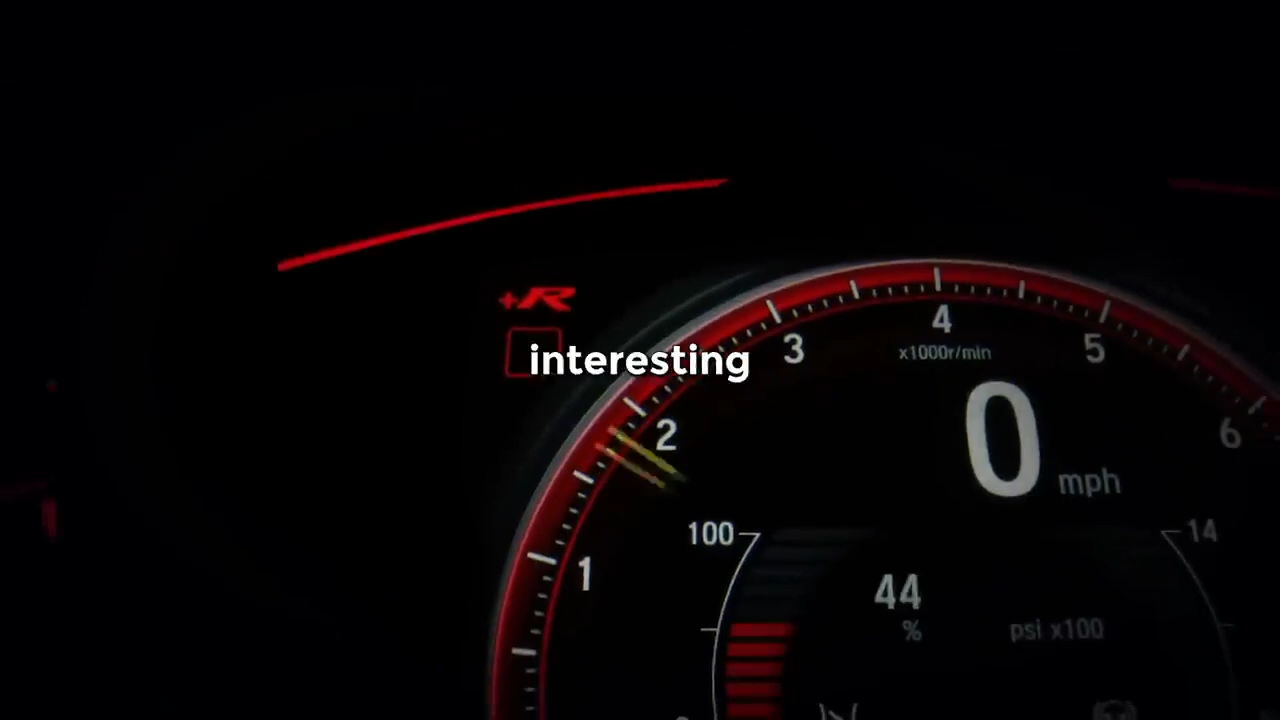 +R
interesting
1
2
3
4
5
6
x1000r/min
0 mph
100
14
44
%
psi x100